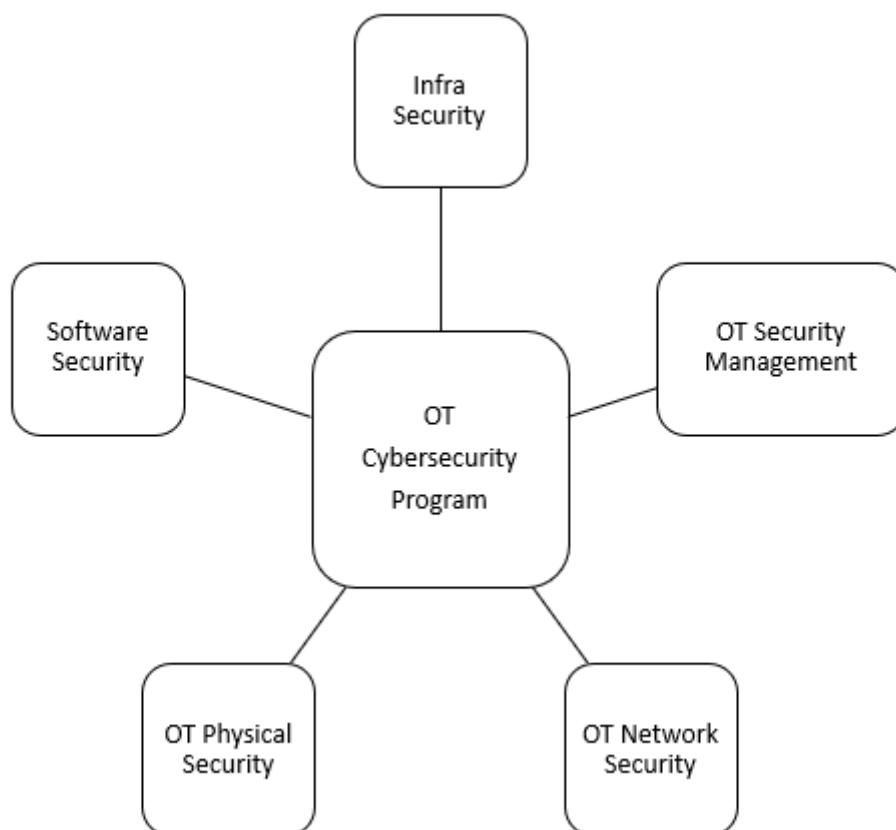 Infra
Security
Software
Security
OT Security
Management
OT
Cybersecurity
Program
OT Physical
Security
OT Network
Security